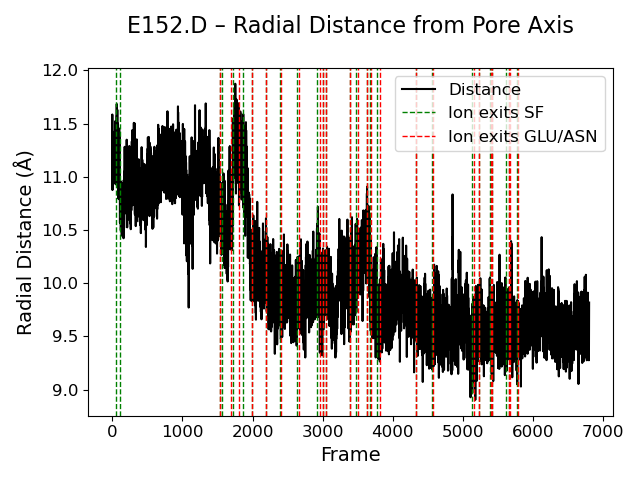 E152.D – Radial Distance from Pore Axis
12.0
11.5
11.0
10.5
10.0
9.5
9.0
Radial Distance (Å)
Distance
Ion exits SF
Ion exits GLU/ASN
0 1000 2000 3000 4000 5000 6000 7000
Frame